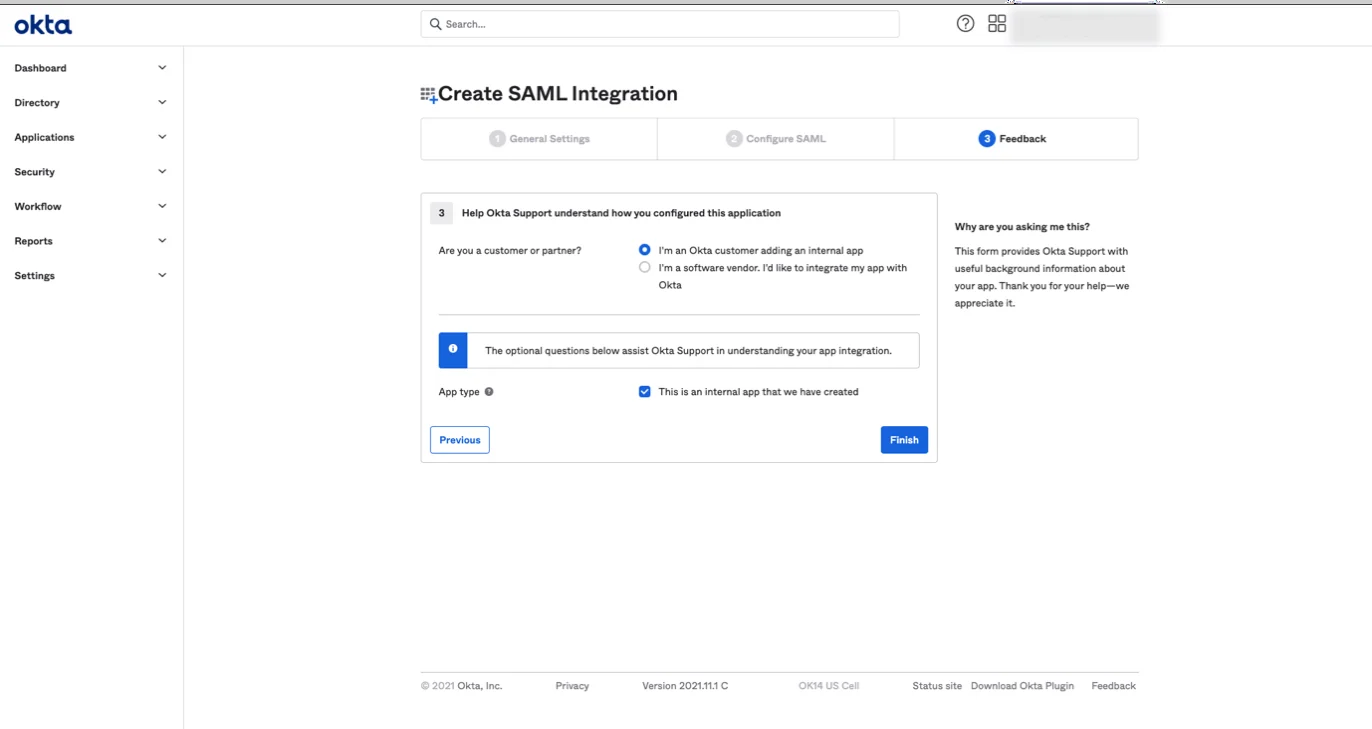 okta
Search...
Dashboard
Directory
Applications
Security
Workflow
Reports
Settings
Create SAML Integration
1 General Settings
2 Configure SAML
3 Feedback
3 Help Okta Support understand how you configured this application
Are you a customer or partner?
I'm an Okta customer adding an internal app
I'm a software vendor. I'd like to integrate my app with
Okta
The optional questions below assist Okta Support in understanding your app integration.
App type
This is an internal app that we have created
Previous
Finish
Why are you asking me this?
This form provides Okta Support with
useful background information about
your app. Thank you for your help—we
appreciate it.
© 2021 Okta, Inc.
Privacy
Version 2021.11.1 C
OK14 US Cell
Status site
Download Okta Plugin
Feedback